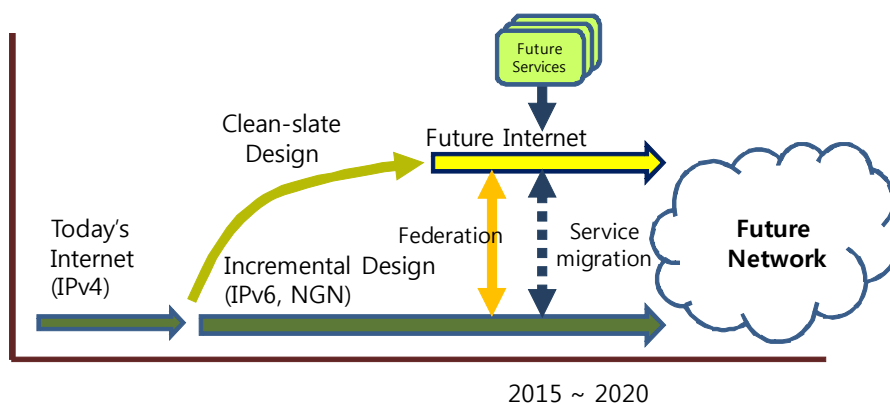 Future
Services
Clean-slate
Design
Future Internet
Today's
Internet
(IPv4)
Federation
Service
migration
Future
Network
Incremental Design
(IPv6, NGN)
2015 ~ 2020